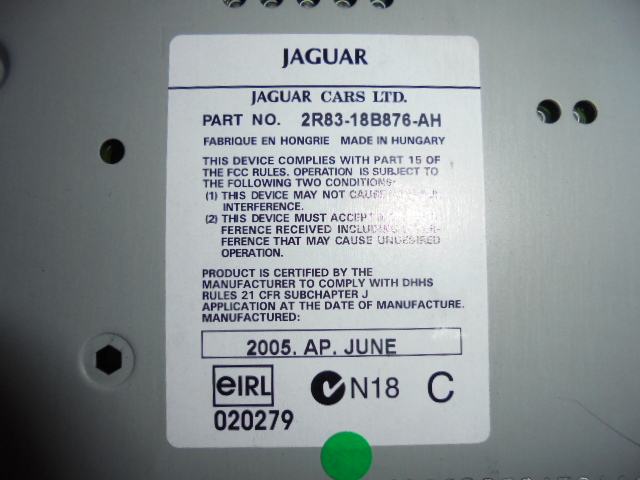 JAGUAR
JAGUAR CARS LTD.
PART NO. 2R83-18B876-AH
FABRIQUE EN HONGRIE MADE IN HUNGARY
THIS DEVICE COMPLIES WITH PART 15 OF
THE FCC RULES. OPERATION IS SUBJECT TO
THE FOLLOWING TWO CONDITIONS:
(1) THIS DEVICE MAY NOT CAUSE
INTERFERENCE.
(2) THIS DEVICE MUST ACCEPT
FERENCE RECEIVED INCLUDING
FERENCE THAT MAY CAUSE UNDESIRED
OPERATION.
PRODUCT IS CERTIFIED BY THE
MANUFACTURER TO COMPLY WITH DHHS
RULES 21 CFR SUBCHAPTER J
APPLICATION AT THE DATE OF MANUFACTURE.
MANUFACTURED:
2005. AP. JUNE
eIRL N18 C
020279